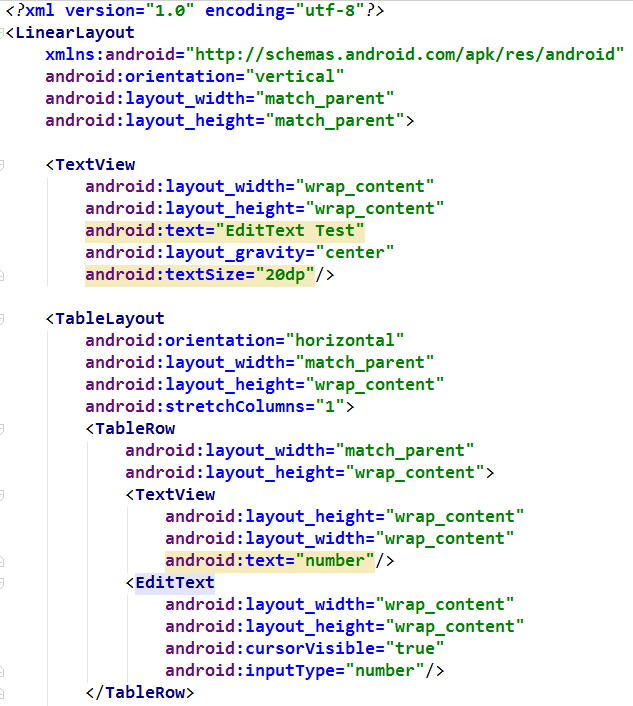 <?xml version="1.0" encoding="utf-8"?>
<LinearLayout
    xmlns:android="http://schemas.android.com/apk/res/android"
    android:orientation="vertical"
    android:layout_width="match_parent"
    android:layout_height="match_parent">

    <TextView
        android:layout_width="wrap_content"
        android:layout_height="wrap_content"
        android:text="EditText Test"
        android:layout_gravity="center"
        android:textSize="20dp"/>

    <TableLayout
        android:orientation="horizontal"
        android:layout_width="match_parent"
        android:layout_height="wrap_content"
        android:stretchColumns="1">
        <TableRow
            android:layout_width="match_parent"
            android:layout_height="wrap_content">
            <TextView
                android:layout_height="wrap_content"
                android:layout_width="wrap_content"
                android:text="number"/>
            <EditText
                android:layout_width="wrap_content"
                android:layout_height="wrap_content"
                android:cursorVisible="true"
                android:inputType="number"/>
        </TableRow>